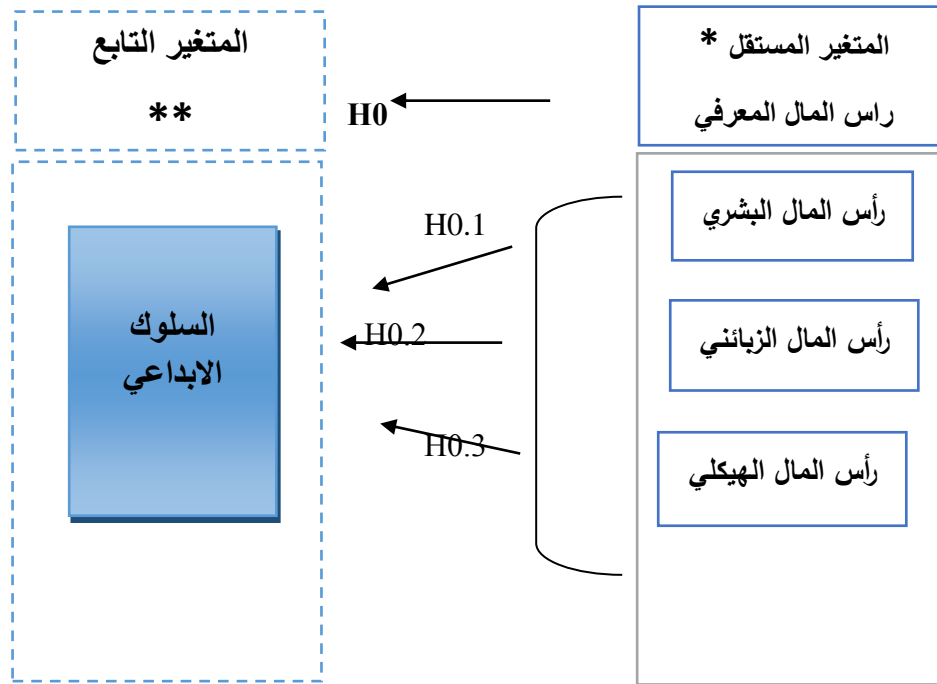 المتغير المستقل *
راس المال المعرفي
H0
المتغير التابع
**
رأس المال البشري
رأس المال الزبائني
رأس المال الهيكلي
H0.1
H0.2
H0.3
السلوك
الابداعي